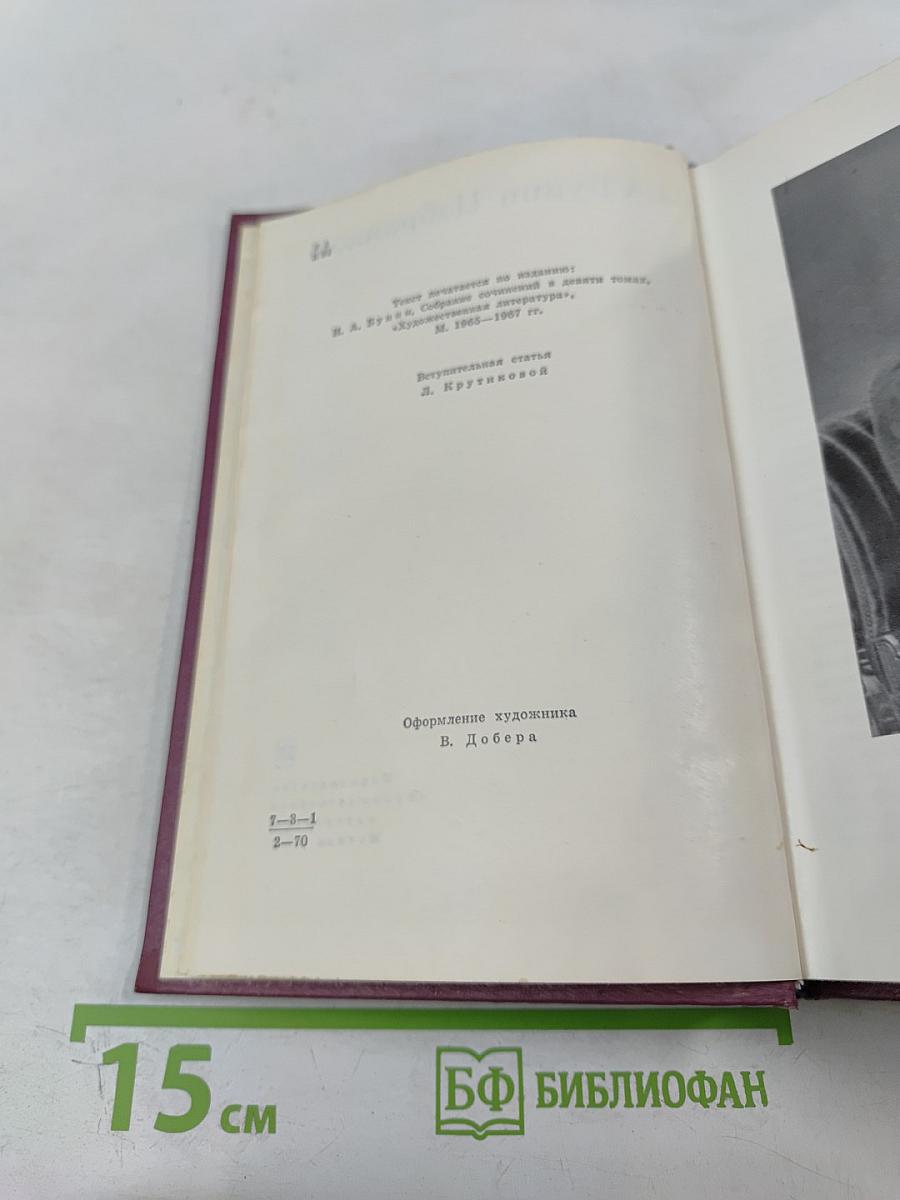 Текст печатается по изданию:
И. А. Бунин. Собрание сочинений в девяти томах,
«Художественная литература»,
М. 1965—1967 гг.
Вступительная статья
Л. Крутиковой
Оформление художника
В. Добера
7—3—1
2—70
15 см
БФ БИБЛИОФАН